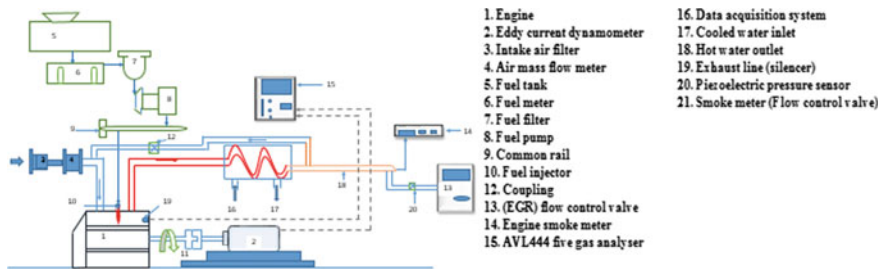 5
7
6
8
15
9
12
14
3
4
13
18
10
19
16
17
20
1
2
11
1. Engine
2. Eddy current dynamometer
3. Intake air filter
4. Air mass flow meter
5. Fuel tank
6. Fuel meter
7. Fuel filter
8. Fuel pump
9. Common rail
10. Fuel injector
12. Coupling
13. (EGR) flow control valve
14. Engine smoke meter
15. AVL444 five gas analyser
16. Data acquisition system
17. Cooled water inlet
18. Hot water outlet
19. Exhaust line (silencer)
20. Piezoelectric pressure sensor
21. Smoke meter (Flow control valve)